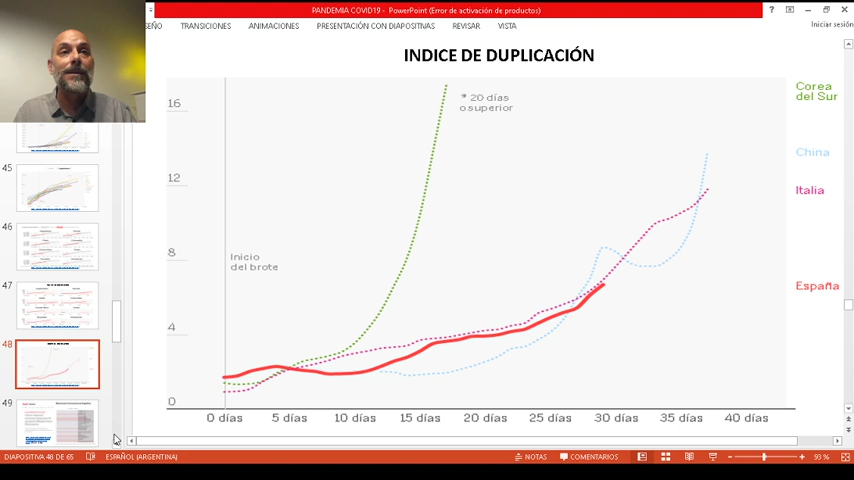 PANDEMIA COVID19 - PowerPoint (Error de activación de productos)
SEÑO TRANSICIONES ANIMACIONES PRESENTACIÓN CON DIAPOSITIVAS REVISAR VISTA
Iniciar sesión
INDICE DE DUPLICACIÓN
16
12
8
4
0
* 20 días
o superior
Inicio
del brote
Corea
del Sur
China
Italia
España
0 días 5 días 10 días 15 días 20 días 25 días 30 días 35 días 40 días
45
46
47
48
49
DIAPOSITIVA 48 DE 65 ESPAÑOL (ARGENTINA) NOTAS COMENTARIOS 93 %